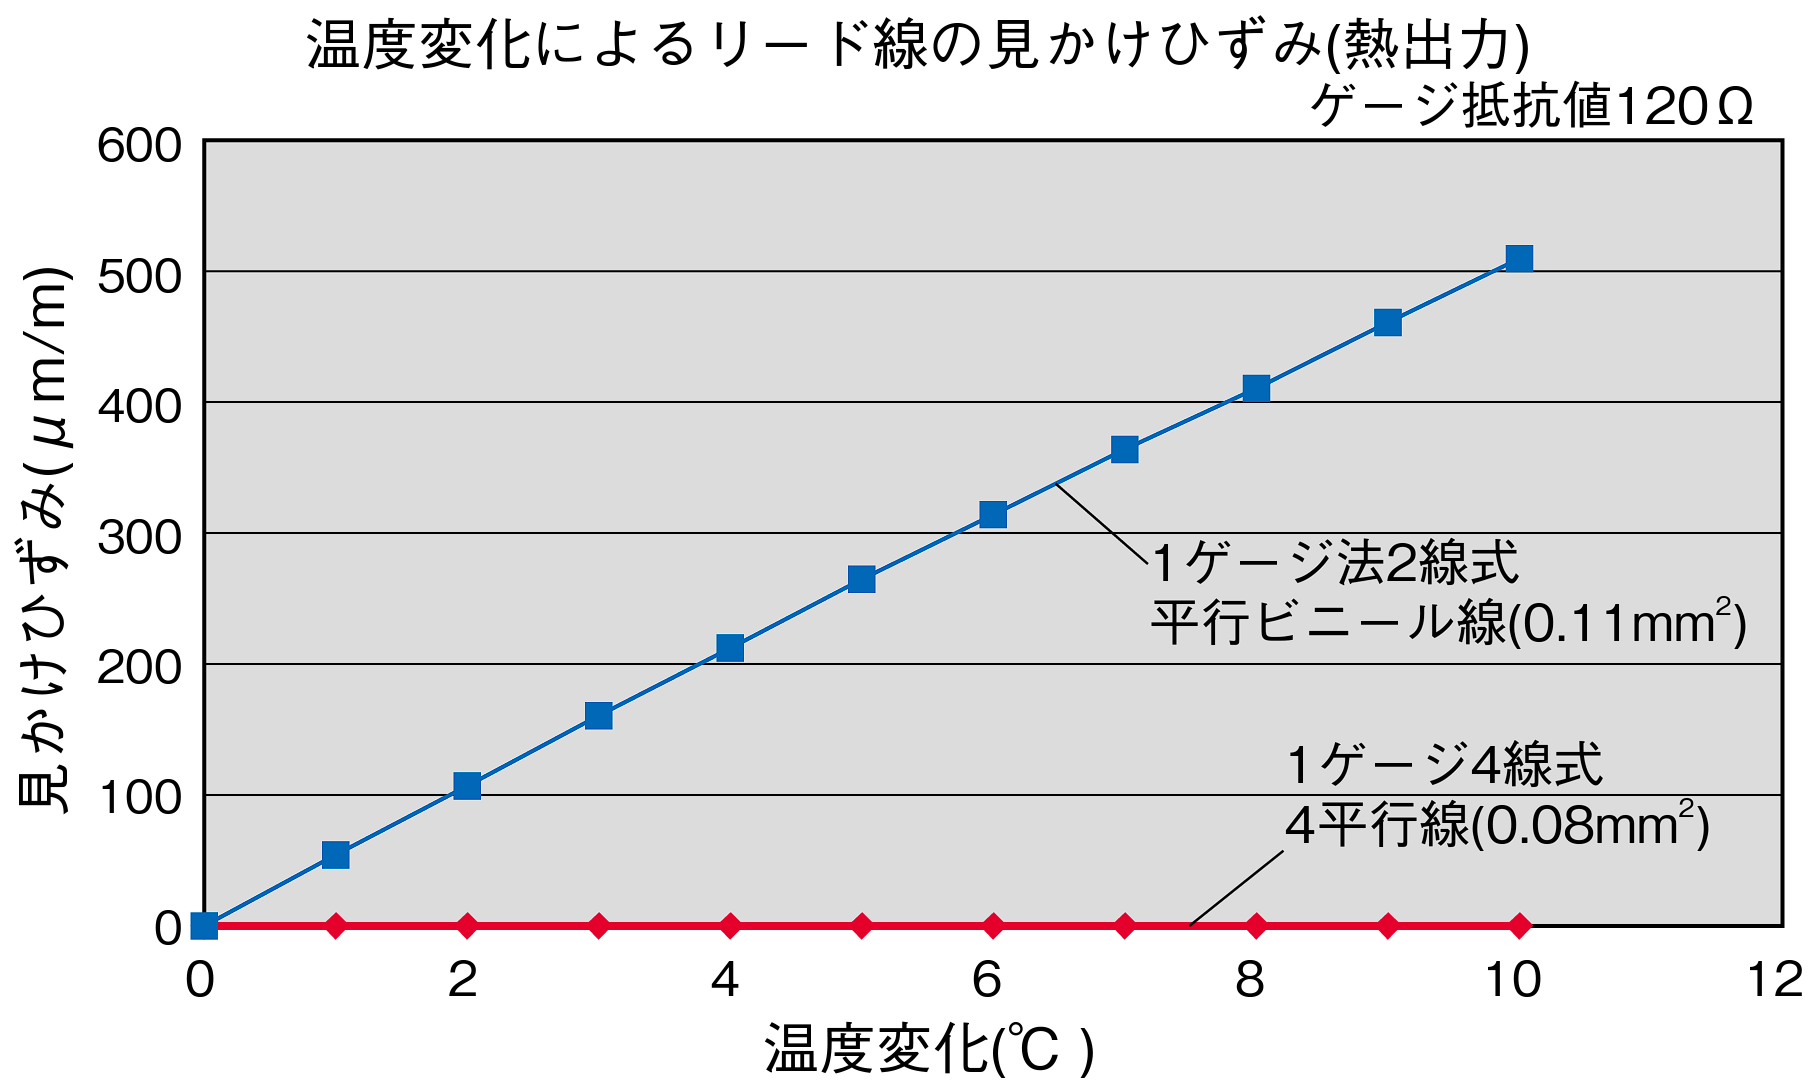 温度変化によるリード線の見かけひずみ(熱出力)
ゲージ抵抗値120Ω
見かけひずみ(μm/m)
600
500
400
300
200
100
0
1ゲージ法2線式
平行ビニール線(0.11mm²)
1ゲージ4線式
4平行線(0.08mm²)
0 2 4 6 8 10 12
温度変化(℃ )